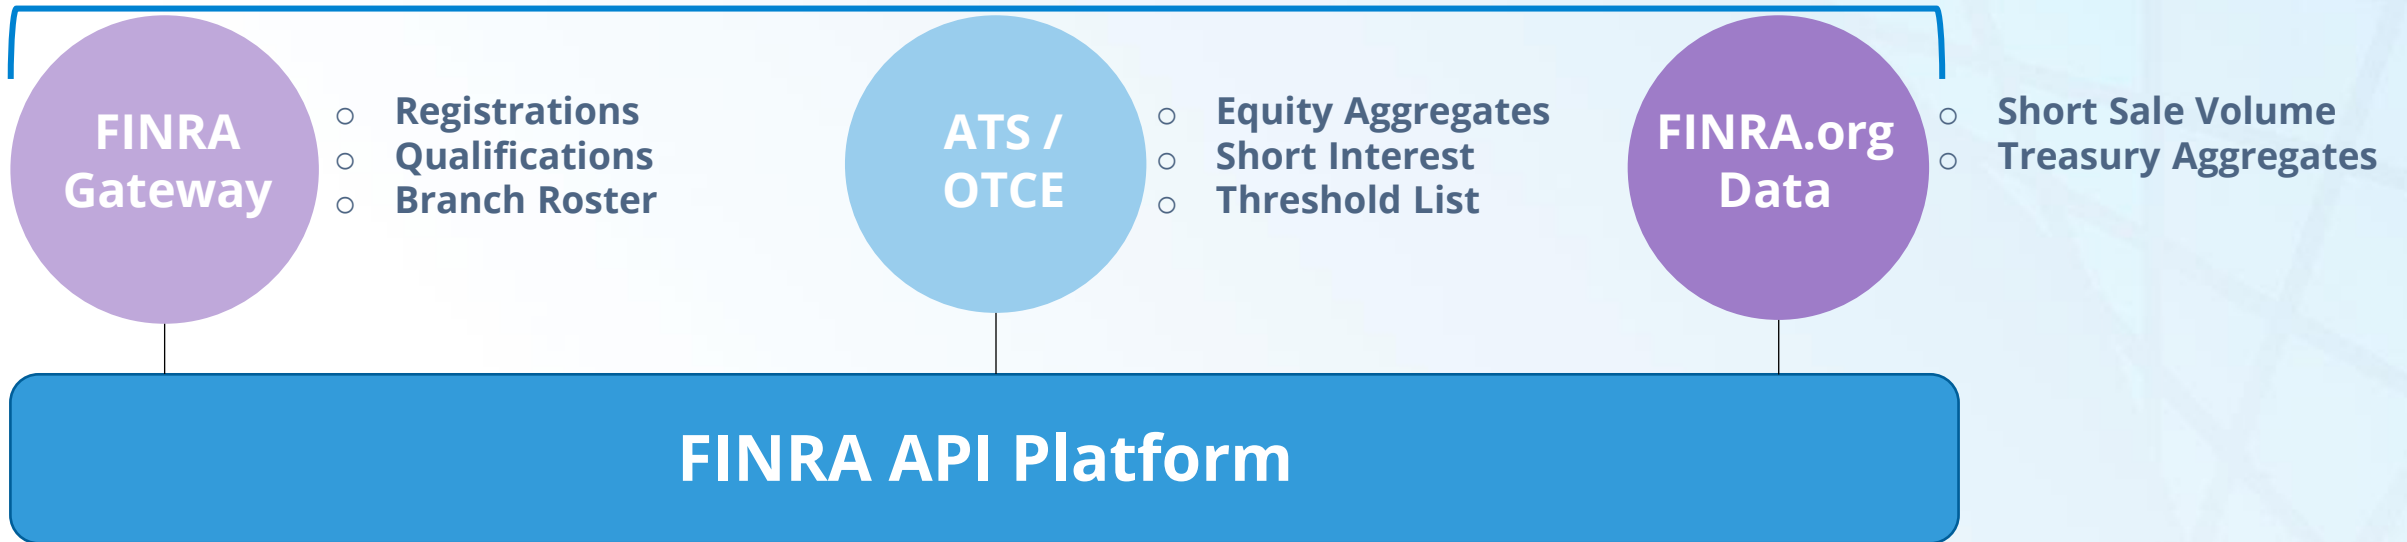 FINRA
Gateway
Registrations
Qualifications
Branch Roster
ATS /
OTCE
Equity Aggregates
Short Interest
Threshold List
FINRA.org
Data
Short Sale Volume
Treasury Aggregates
FINRA API Platform